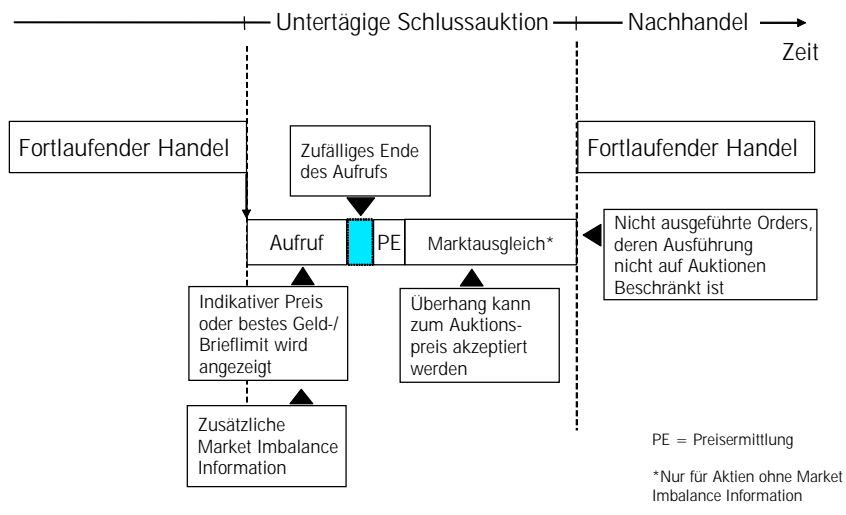 Untertägige Schlussauktion
Nachhandel
Zeit
Fortlaufender Handel
Zufälliges Ende
des Aufrufs
Fortlaufender Handel
Aufruf
PE
Marktausgleich*
Nicht ausgeführte Orders,
deren Ausführung
nicht auf Auktionen
Beschränkt ist
Indikativer Preis
oder bestes Geld-/
Brieflimit wird
angezeigt
Überhang kann
zum Auktions-
preis akzeptiert
werden
Zusätzliche
Market Imbalance
Information
PE = Preisermittlung
*Nur für Aktien ohne Market
Imbalance Information